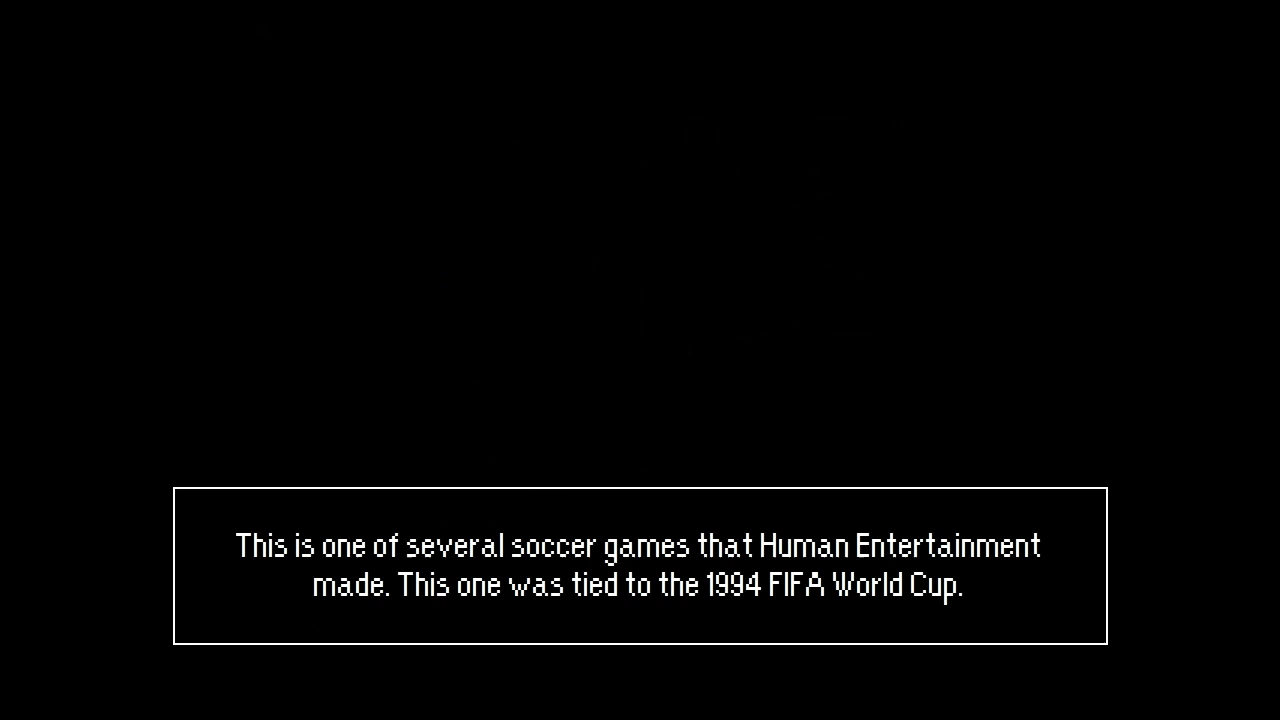 This is one of several soccer games that Human Entertainment
made. This one was tied to the 1994 FIFA World Cup.